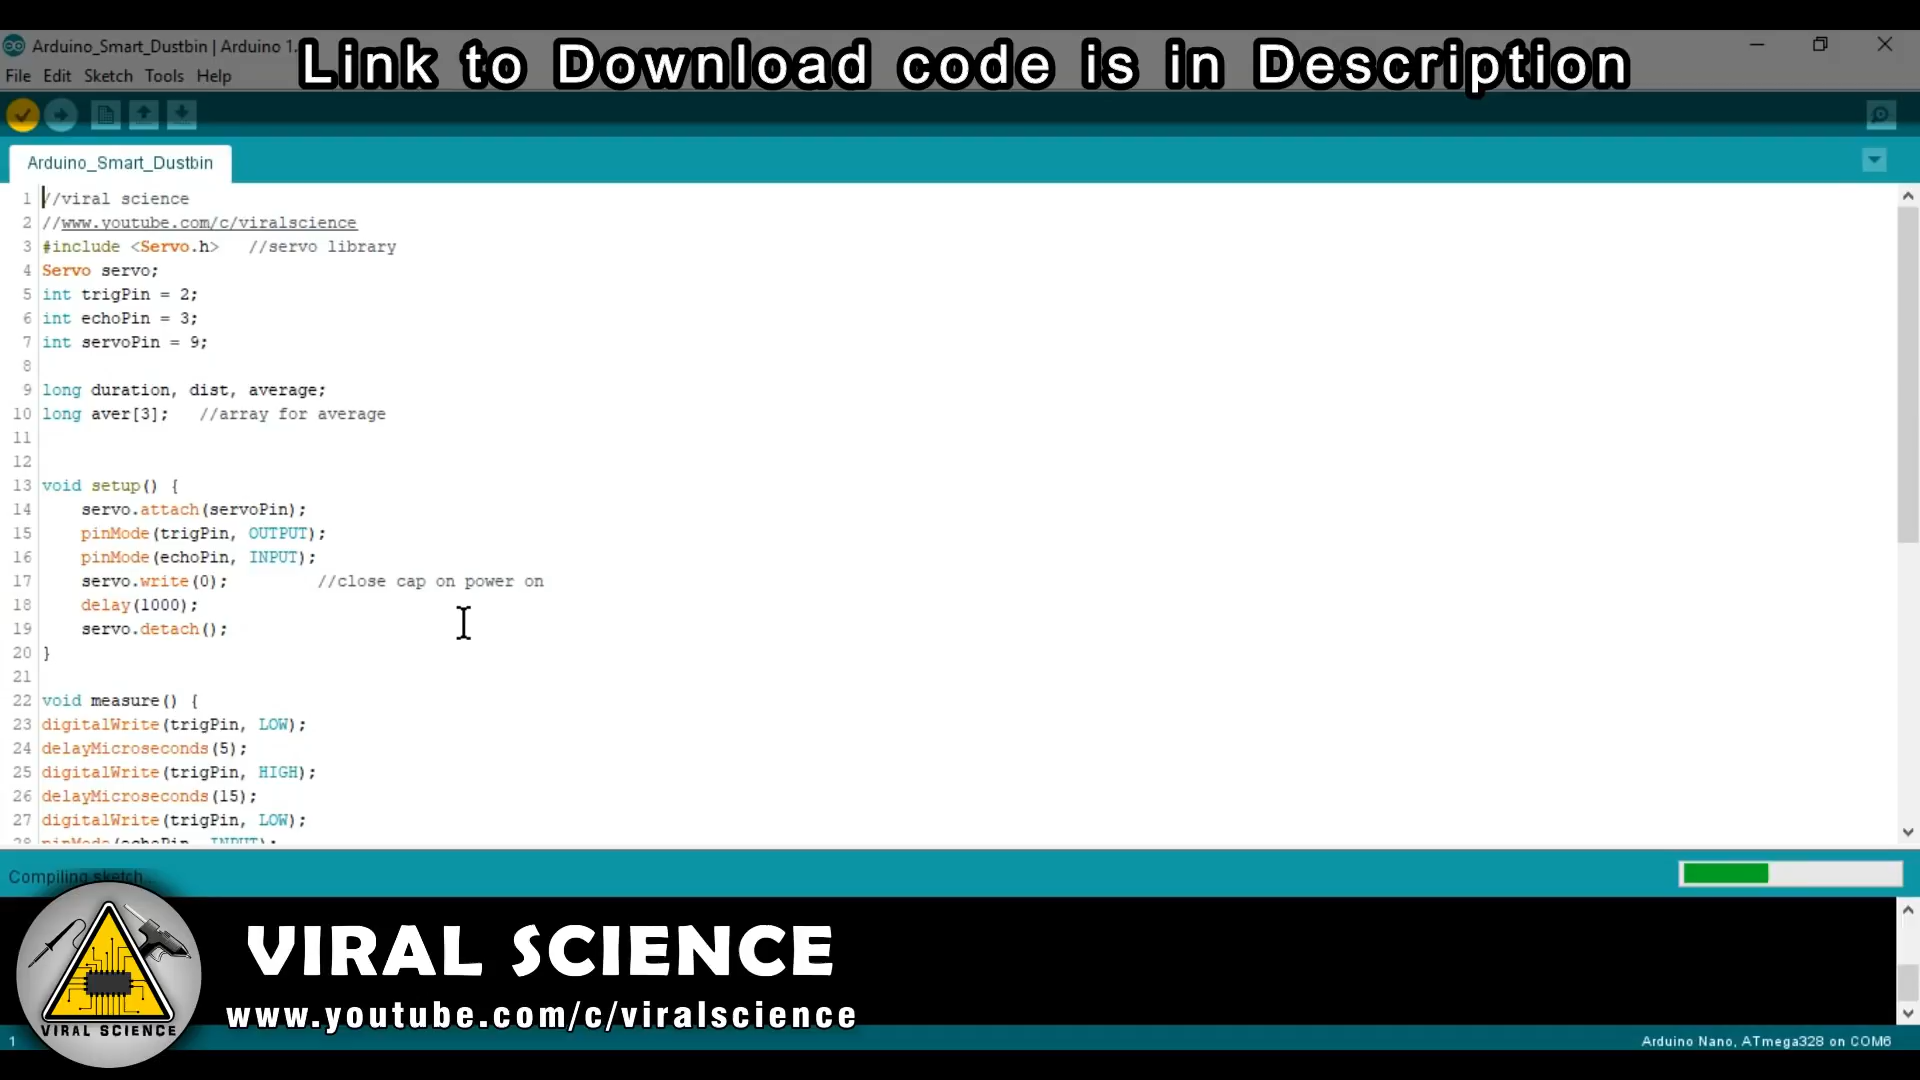 Arduino_Smart_Dustbin | Arduino 1.
Link to Download code is in Description
File Edit Sketch Tools Help
Arduino_Smart_Dustbin
1 //viral science
2 //www.youtube.com/c/viralscience
3 #include <Servo.h>   //servo library
4 Servo servo;
5 int trigPin = 2;
6 int echoPin = 3;
7 int servoPin = 9;
8
9 long duration, dist, average;
10 long aver[3];   //array for average
11
12
13 void setup() {
14     servo.attach(servoPin);
15     pinMode(trigPin, OUTPUT);
16     pinMode(echoPin, INPUT);
17     servo.write(0);         //close cap on power on
18     delay(1000);
19     servo.detach();
20 }
21
22 void measure() {
23 digitalWrite(trigPin, LOW);
24 delayMicroseconds(5);
25 digitalWrite(trigPin, HIGH);
26 delayMicroseconds(15);
27 digitalWrite(trigPin, LOW);
28 pinMode(echoPin, INPUT);
Compiling sketch...
VIRAL SCIENCE
www.youtube.com/c/viralscience
VIRAL SCIENCE
1
Arduino Nano, ATmega328 on COM6